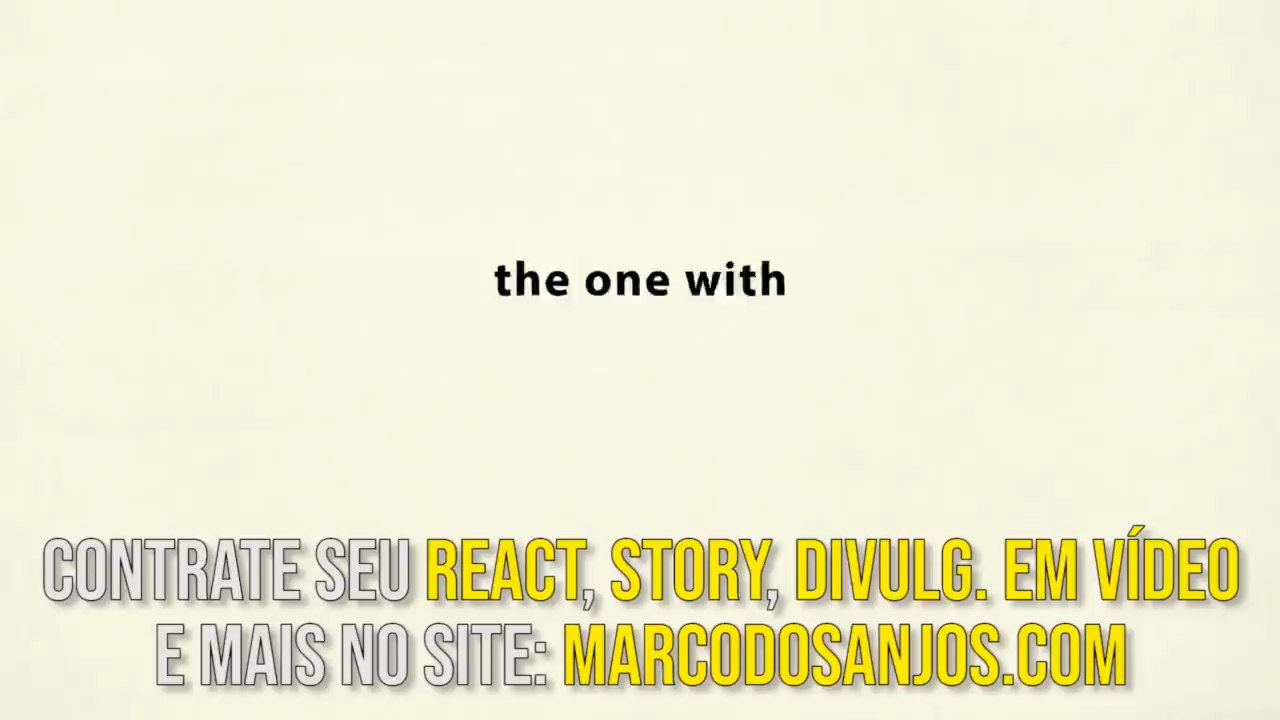 the one with
CONTRATE SEU REACT, STORY, DIVULG. EM VÍDEO
E MAIS NO SITE: MARCODOSANJOS.COM